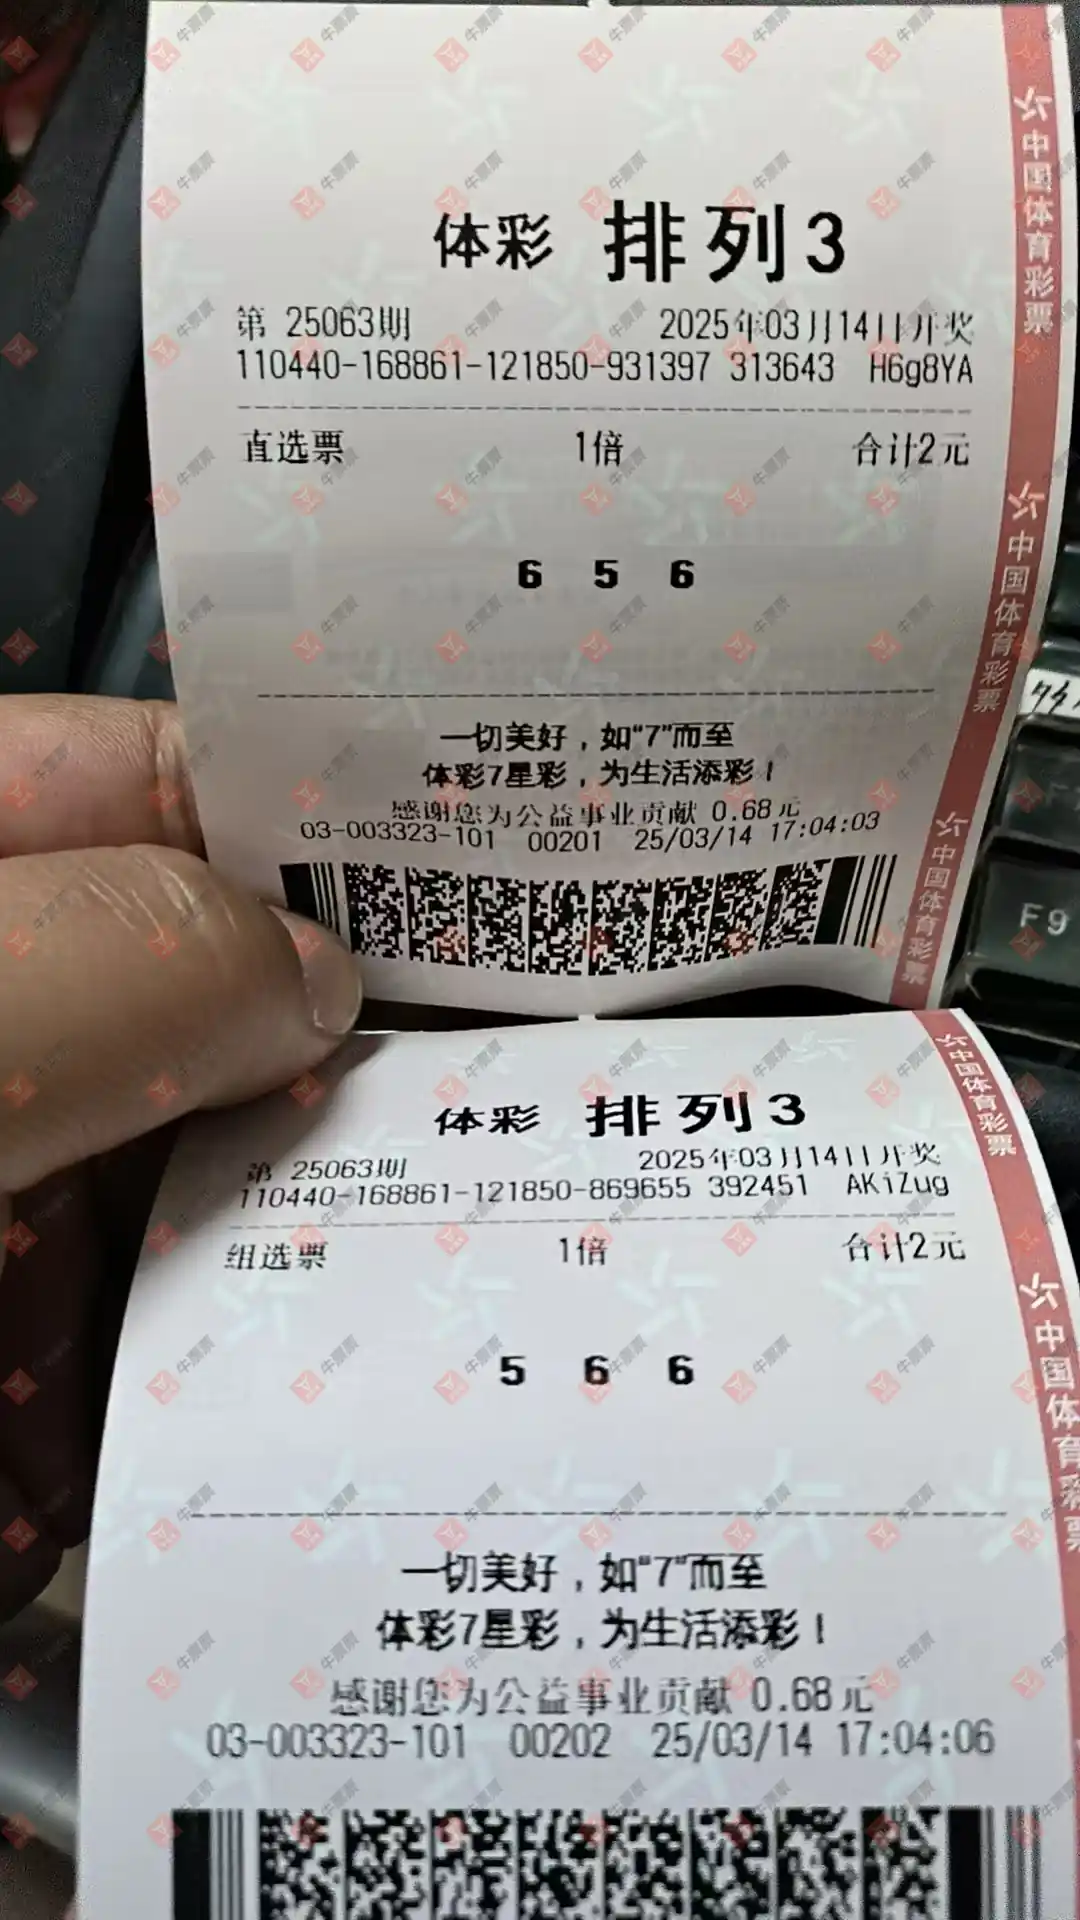 体彩 排列3
第 25063期 2025年03月14日开奖
110440-168861-121850-931397 313643 H6g8YA
直选票 1倍 合计2元
6 5 6
一切美好，如“7”而至
体彩7星彩，为生活添彩！
感谢您为公益事业贡献 0.68元
03-003323-101 00201 25/03/14 17:04:03
中国体育彩票
中国体育彩票
中国体育彩票
F9
体彩 排列3
第 25063期 2025年03月14日开奖
110440-168861-121850-869655 392451 AKiZug
组选票 1倍 合计2元
5 6 6
一切美好，如“7”而至
体彩7星彩，为生活添彩！
感谢您为公益事业贡献 0.68元
03-003323-101 00202 25/03/14 17:04:06
中国体育彩票
中国体育彩票
牛票票